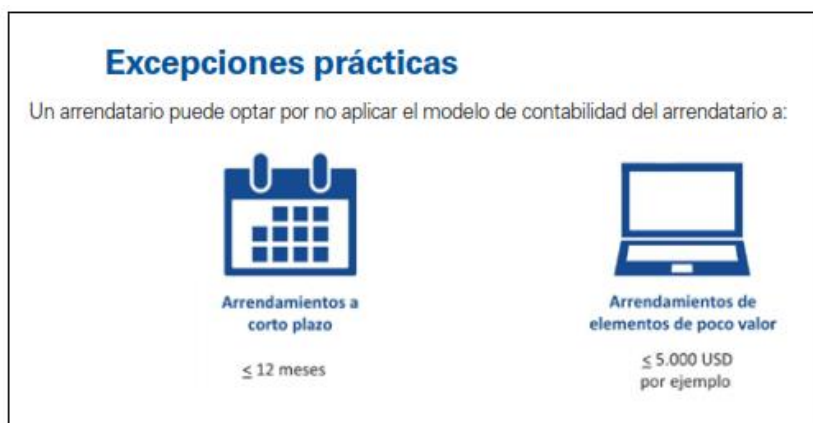 Excepciones prácticas
Un arrendatario puede optar por no aplicar el modelo de contabilidad del arrendatario a:
Arrendamientos a
corto plazo
≤ 12 meses
Arrendamientos de
elementos de poco valor
≤ 5.000 USD
por ejemplo